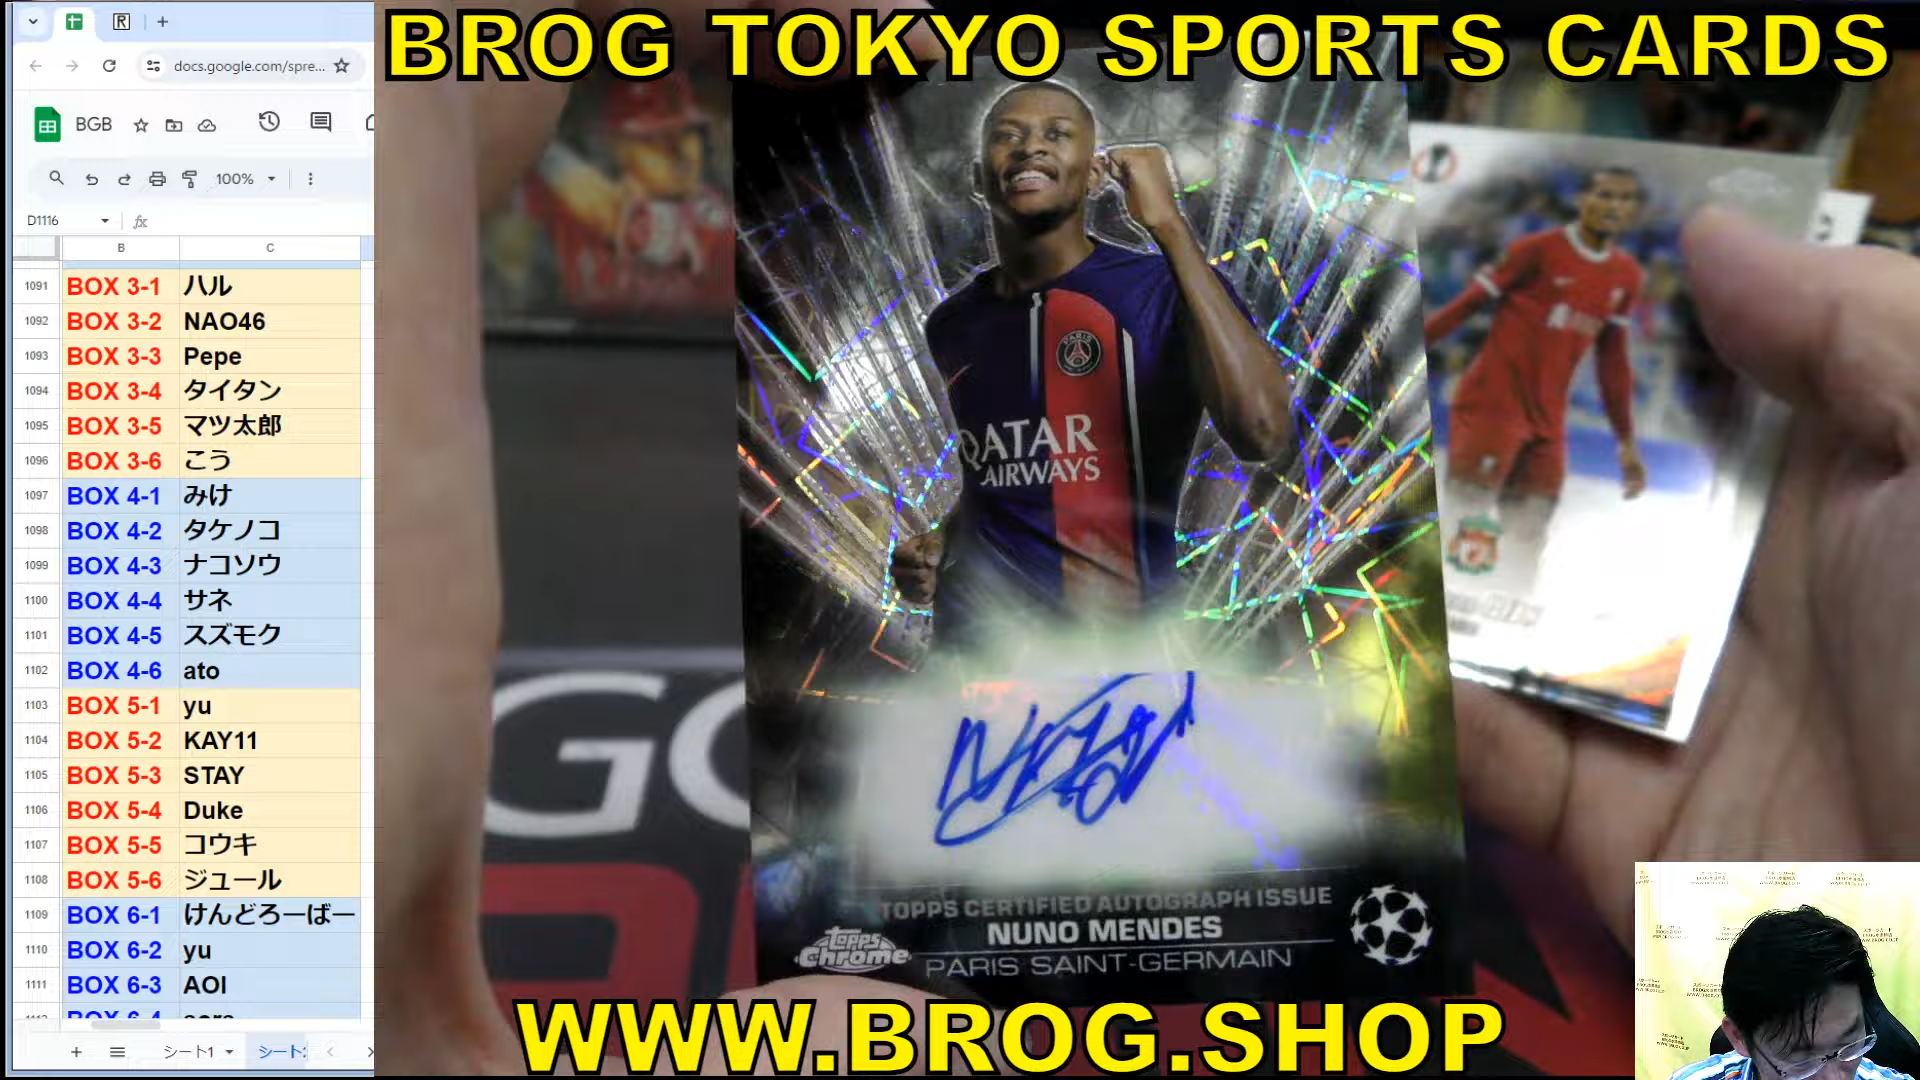 BROG TOKYO SPORTS CARDS
docs.google.com/spre...
BGB
100%
D1116
fx
B C
1091 BOX 3-1 ハル
1092 BOX 3-2 NAO46
1093 BOX 3-3 Pepe
1094 BOX 3-4 タイタン
1095 BOX 3-5 マツ太郎
1096 BOX 3-6 こう
1097 BOX 4-1 みけ
1098 BOX 4-2 タケノコ
1099 BOX 4-3 ナコソウ
1100 BOX 4-4 サネ
1101 BOX 4-5 スズモク
1102 BOX 4-6 ato
1103 BOX 5-1 yu
1104 BOX 5-2 KAY11
1105 BOX 5-3 STAY
1106 BOX 5-4 Duke
1107 BOX 5-5 コウキ
1108 BOX 5-6 ジュール
1109 BOX 6-1 けんどろーばー
1110 BOX 6-2 yu
1111 BOX 6-3 AOI
シート1
PARIS
QATAR
AIRWAYS
TOPPS CERTIFIED AUTOGRAPH ISSUE
NUNO MENDES
PARIS SAINT-GERMAIN
topps
Chrome
WWW.BROG.SHOP